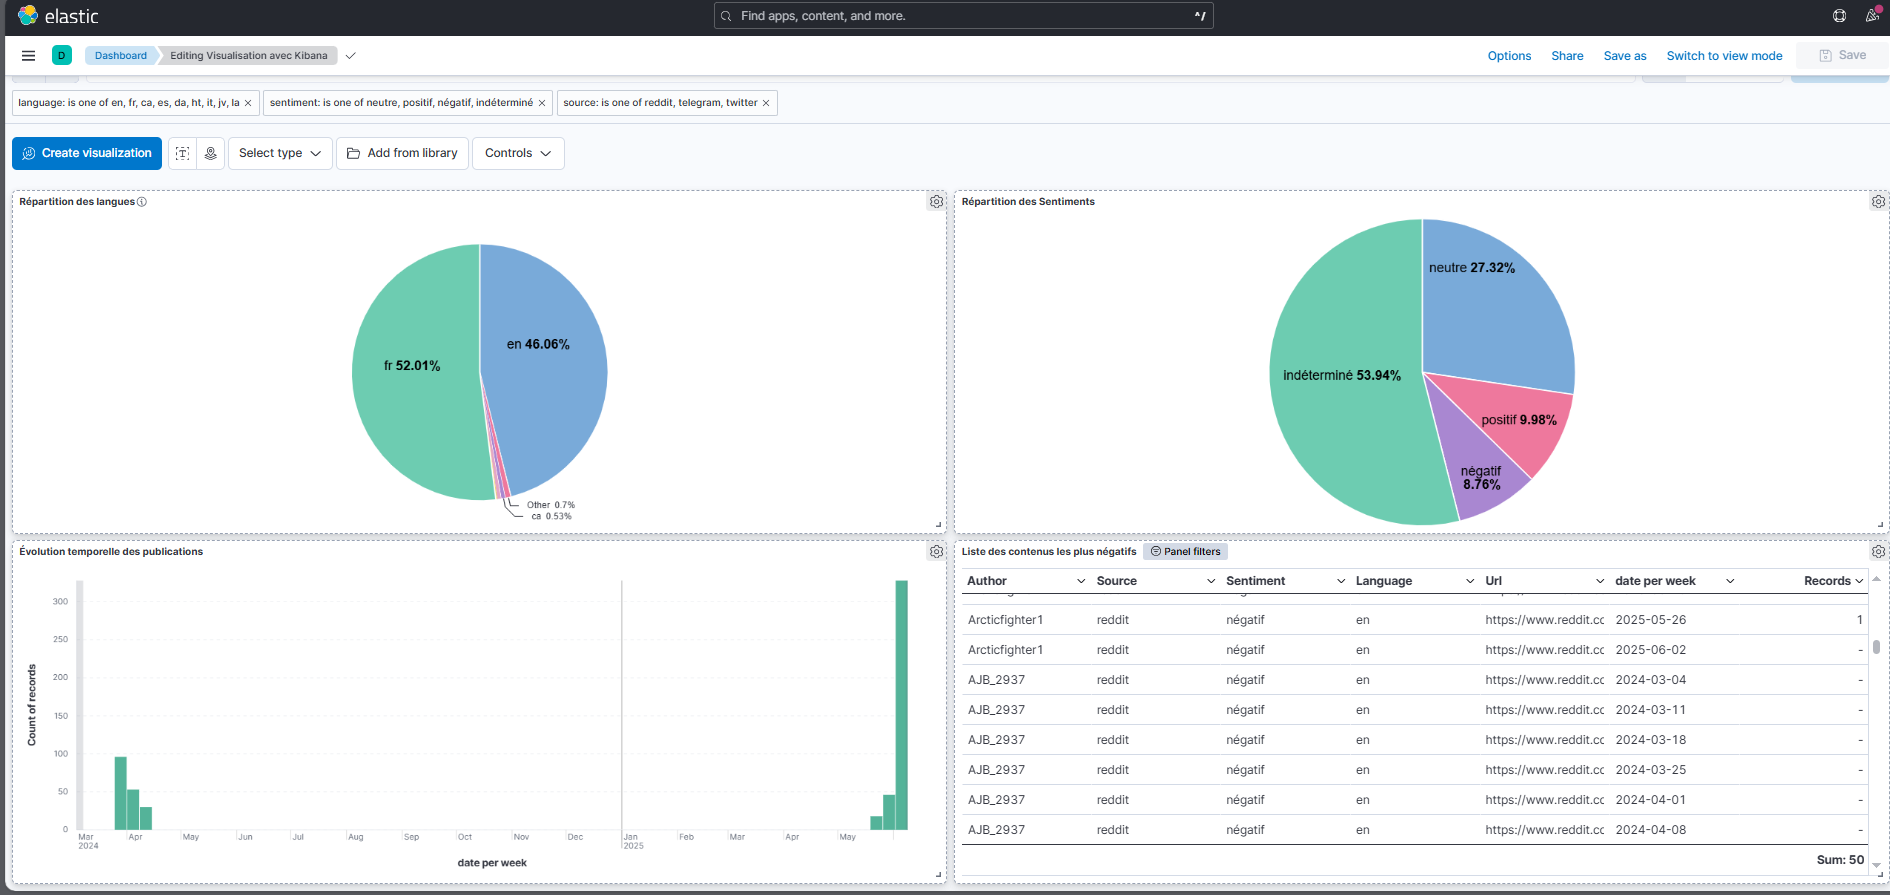 elastic
Find apps, content, and more.
^/
D
Dashboard
Editing Visualisation avec Kibana
Options
Share
Save as
Switch to view mode
Save
language: is one of en, fr, ca, es, da, ht, it, jv, la
sentiment: is one of neutre, positif, négatif, indéterminé
source: is one of reddit, telegram, twitter
Create visualization
Select type
Add from library
Controls
Répartition des langues
en 46.06%
fr 52.01%
Other 0.7%
ca 0.53%
Répartition des Sentiments
neutre 27.32%
indéterminé 53.94%
positif 9.98%
négatif
8.76%
Évolution temporelle des publications
Count of records
300
250
200
150
100
50
0
Mar Apr May Jun Jul Aug Sep Oct Nov Dec Jan Feb Mar Apr May
2024 2025
date per week
Liste des contenus les plus négatifs
Panel filters
Author Source Sentiment Language Url date per week Records
Arcticfighter1 reddit négatif en https://www.reddit.cc 2025-05-26 1
Arcticfighter1 reddit négatif en https://www.reddit.cc 2025-06-02 -
AJB_2937 reddit négatif en https://www.reddit.cc 2024-03-04 -
AJB_2937 reddit négatif en https://www.reddit.cc 2024-03-11 -
AJB_2937 reddit négatif en https://www.reddit.cc 2024-03-18 -
AJB_2937 reddit négatif en https://www.reddit.cc 2024-03-25 -
AJB_2937 reddit négatif en https://www.reddit.cc 2024-04-01 -
AJB_2937 reddit négatif en https://www.reddit.cc 2024-04-08 -
Sum: 50